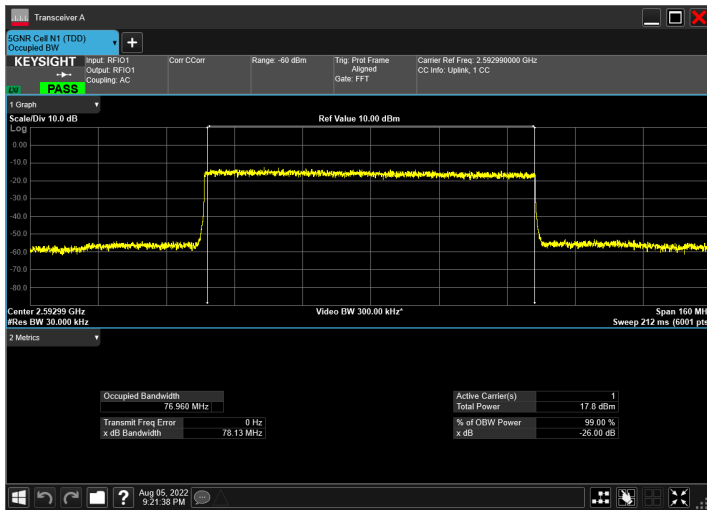 Transceiver A
5GNR Cell N1 (TDD)
Occupied BW
KEYSIGHT
LXI
PASS
Input: RFIO1
Output: RFIO1
Coupling: AC
Corr CCorr
Range: -60 dBm
Trig: Prot Frame
Aligned
Gate: FFT
Carrier Ref Freq: 2.592990000 GHz
CC Info: Uplink, 1 CC
1 Graph
Scale/Div 10.0 dB
Ref Value 10.00 dBm
Log
0.00
-10.0
-20.0
-30.0
-40.0
-50.0
-60.0
-70.0
-80.0
Center 2.59299 GHz
Video BW 300.00 kHz*
Span 160 MH
#Res BW 30.000 kHz
Sweep 212 ms (6001 pts
2 Metrics
Occupied Bandwidth
76.960 MHz
Transmit Freq Error 0 Hz
x dB Bandwidth 78.13 MHz
Active Carrier(s) 1
Total Power 17.8 dBm
% of OBW Power 99.00 %
x dB -26.00 dB
Aug 05, 2022
9:21:38 PM